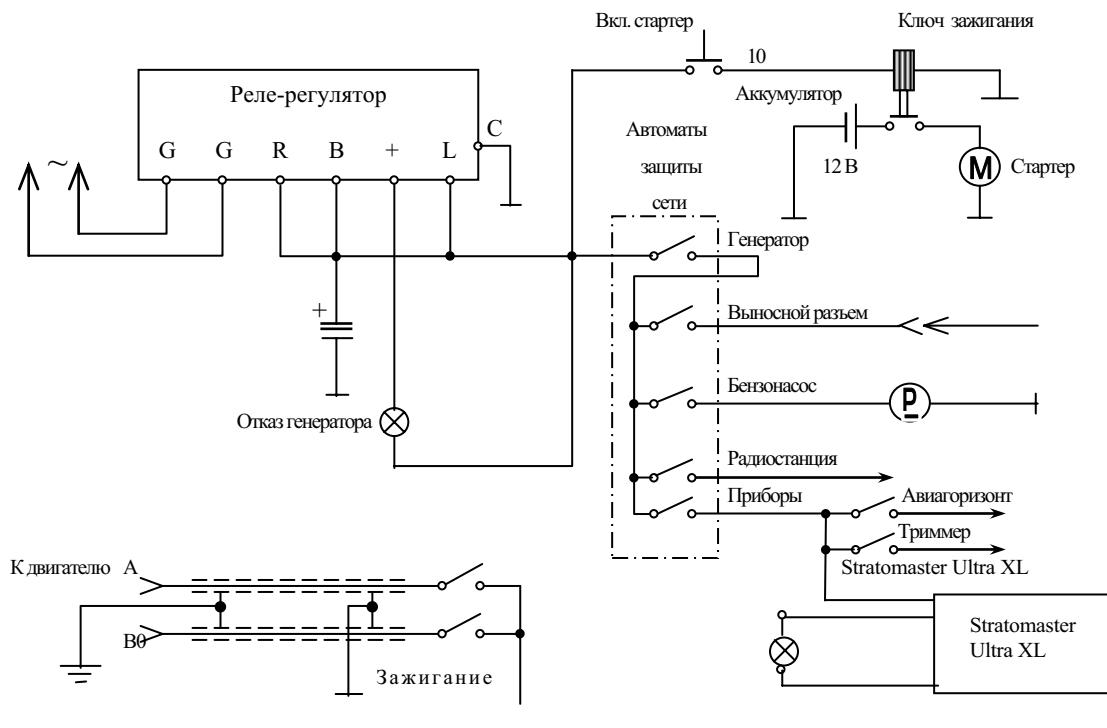 Вкл. стартер
Ключ зажигания
10
Реле-регулятор
Аккумулятор
C
Автоматы
защиты
сети
G G R B + L
~
12 В
M
Стартер
Генератор
+
Выносной разъем
Бензонасос
P
Отказ генератора
Радиостанция
Приборы
Авиагоризонт
Триммер
Stratomaster Ultra XL
К двигателю А
В0
Зажигание
Stratomaster
Ultra XL